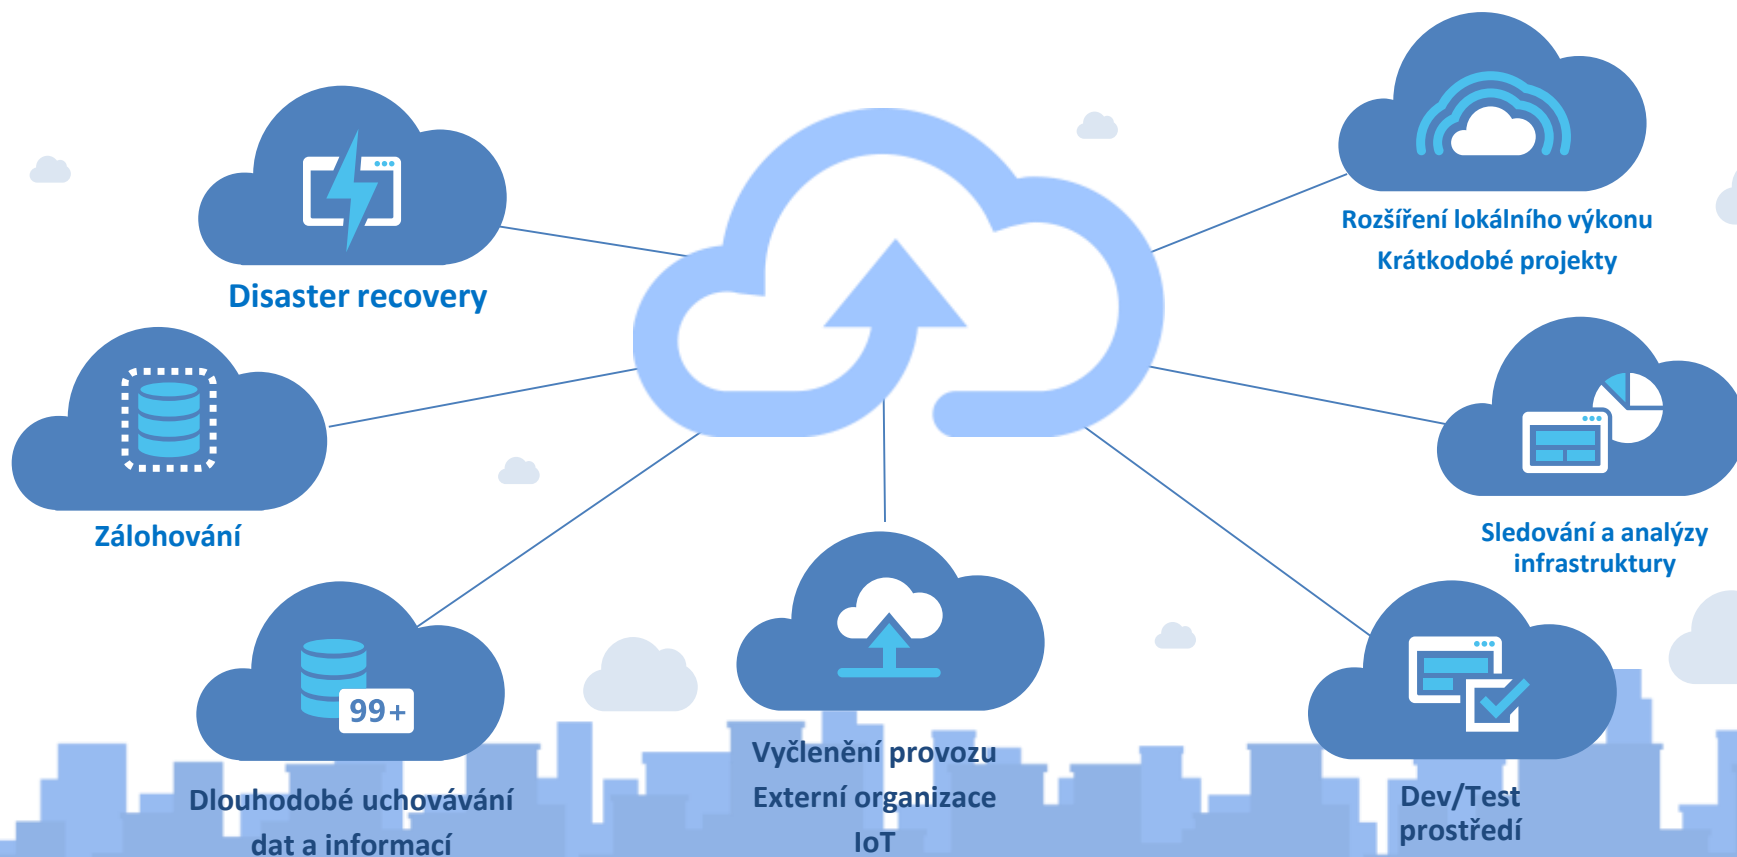 Disaster recovery
Rozšíření lokálního výkonu
Krátkodobé projekty
Zálohování
Sledování a analýzy
infrastruktury
99+
Dlouhodobé uchovávání
dat a informací
Vyčlenění provozu
Externí organizace
IoT
Dev/Test
prostředí